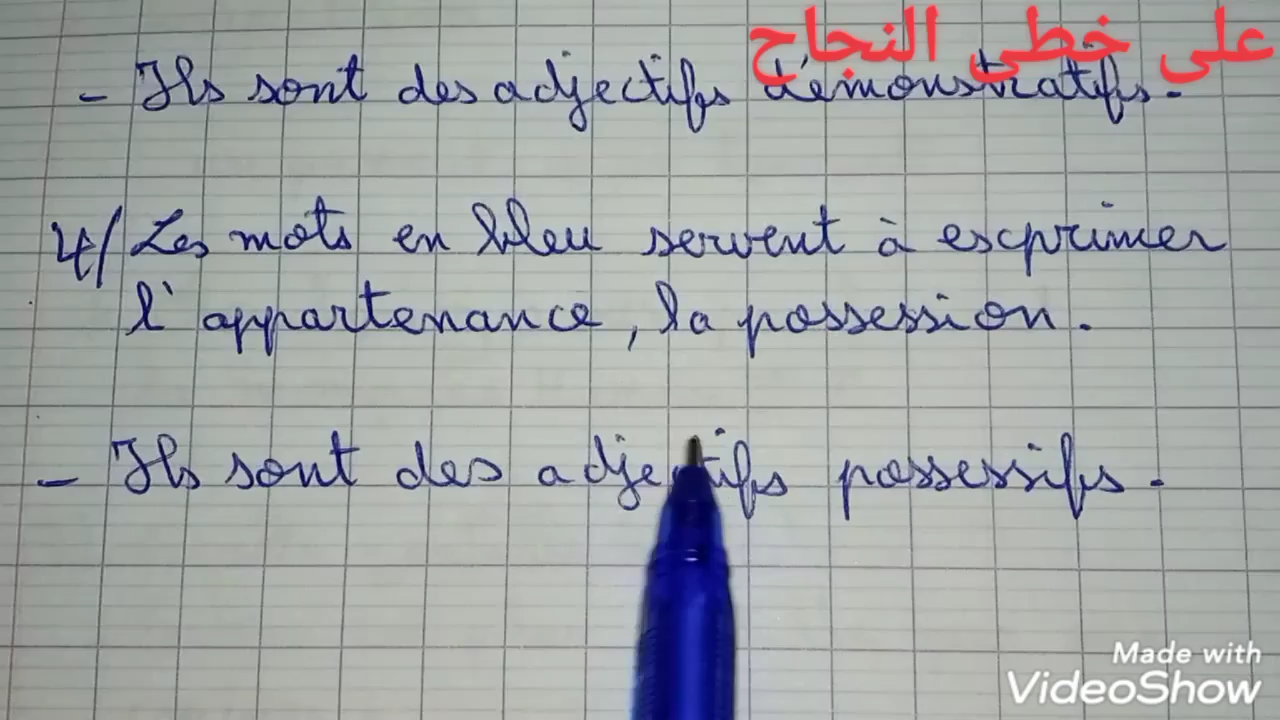 على خطى النجاح
- Ils sont des adjectifs démonstratifs.
4/ Les mots en bleu servent à exprimer
l'appartenance, la possession.
- Ils sont des adjectifs possessifs.
Made with
VideoShow